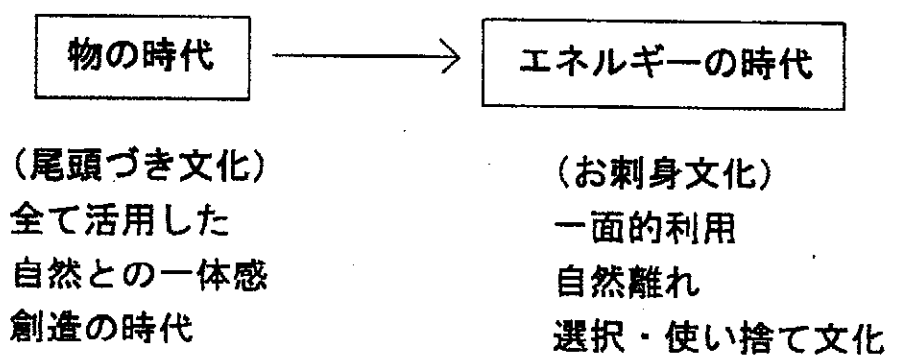 物の時代
エネルギーの時代
（尾頭づき文化）
全て活用した
自然との一体感
創造の時代
（お刺身文化）
一面的利用
自然離れ
選択・使い捨て文化